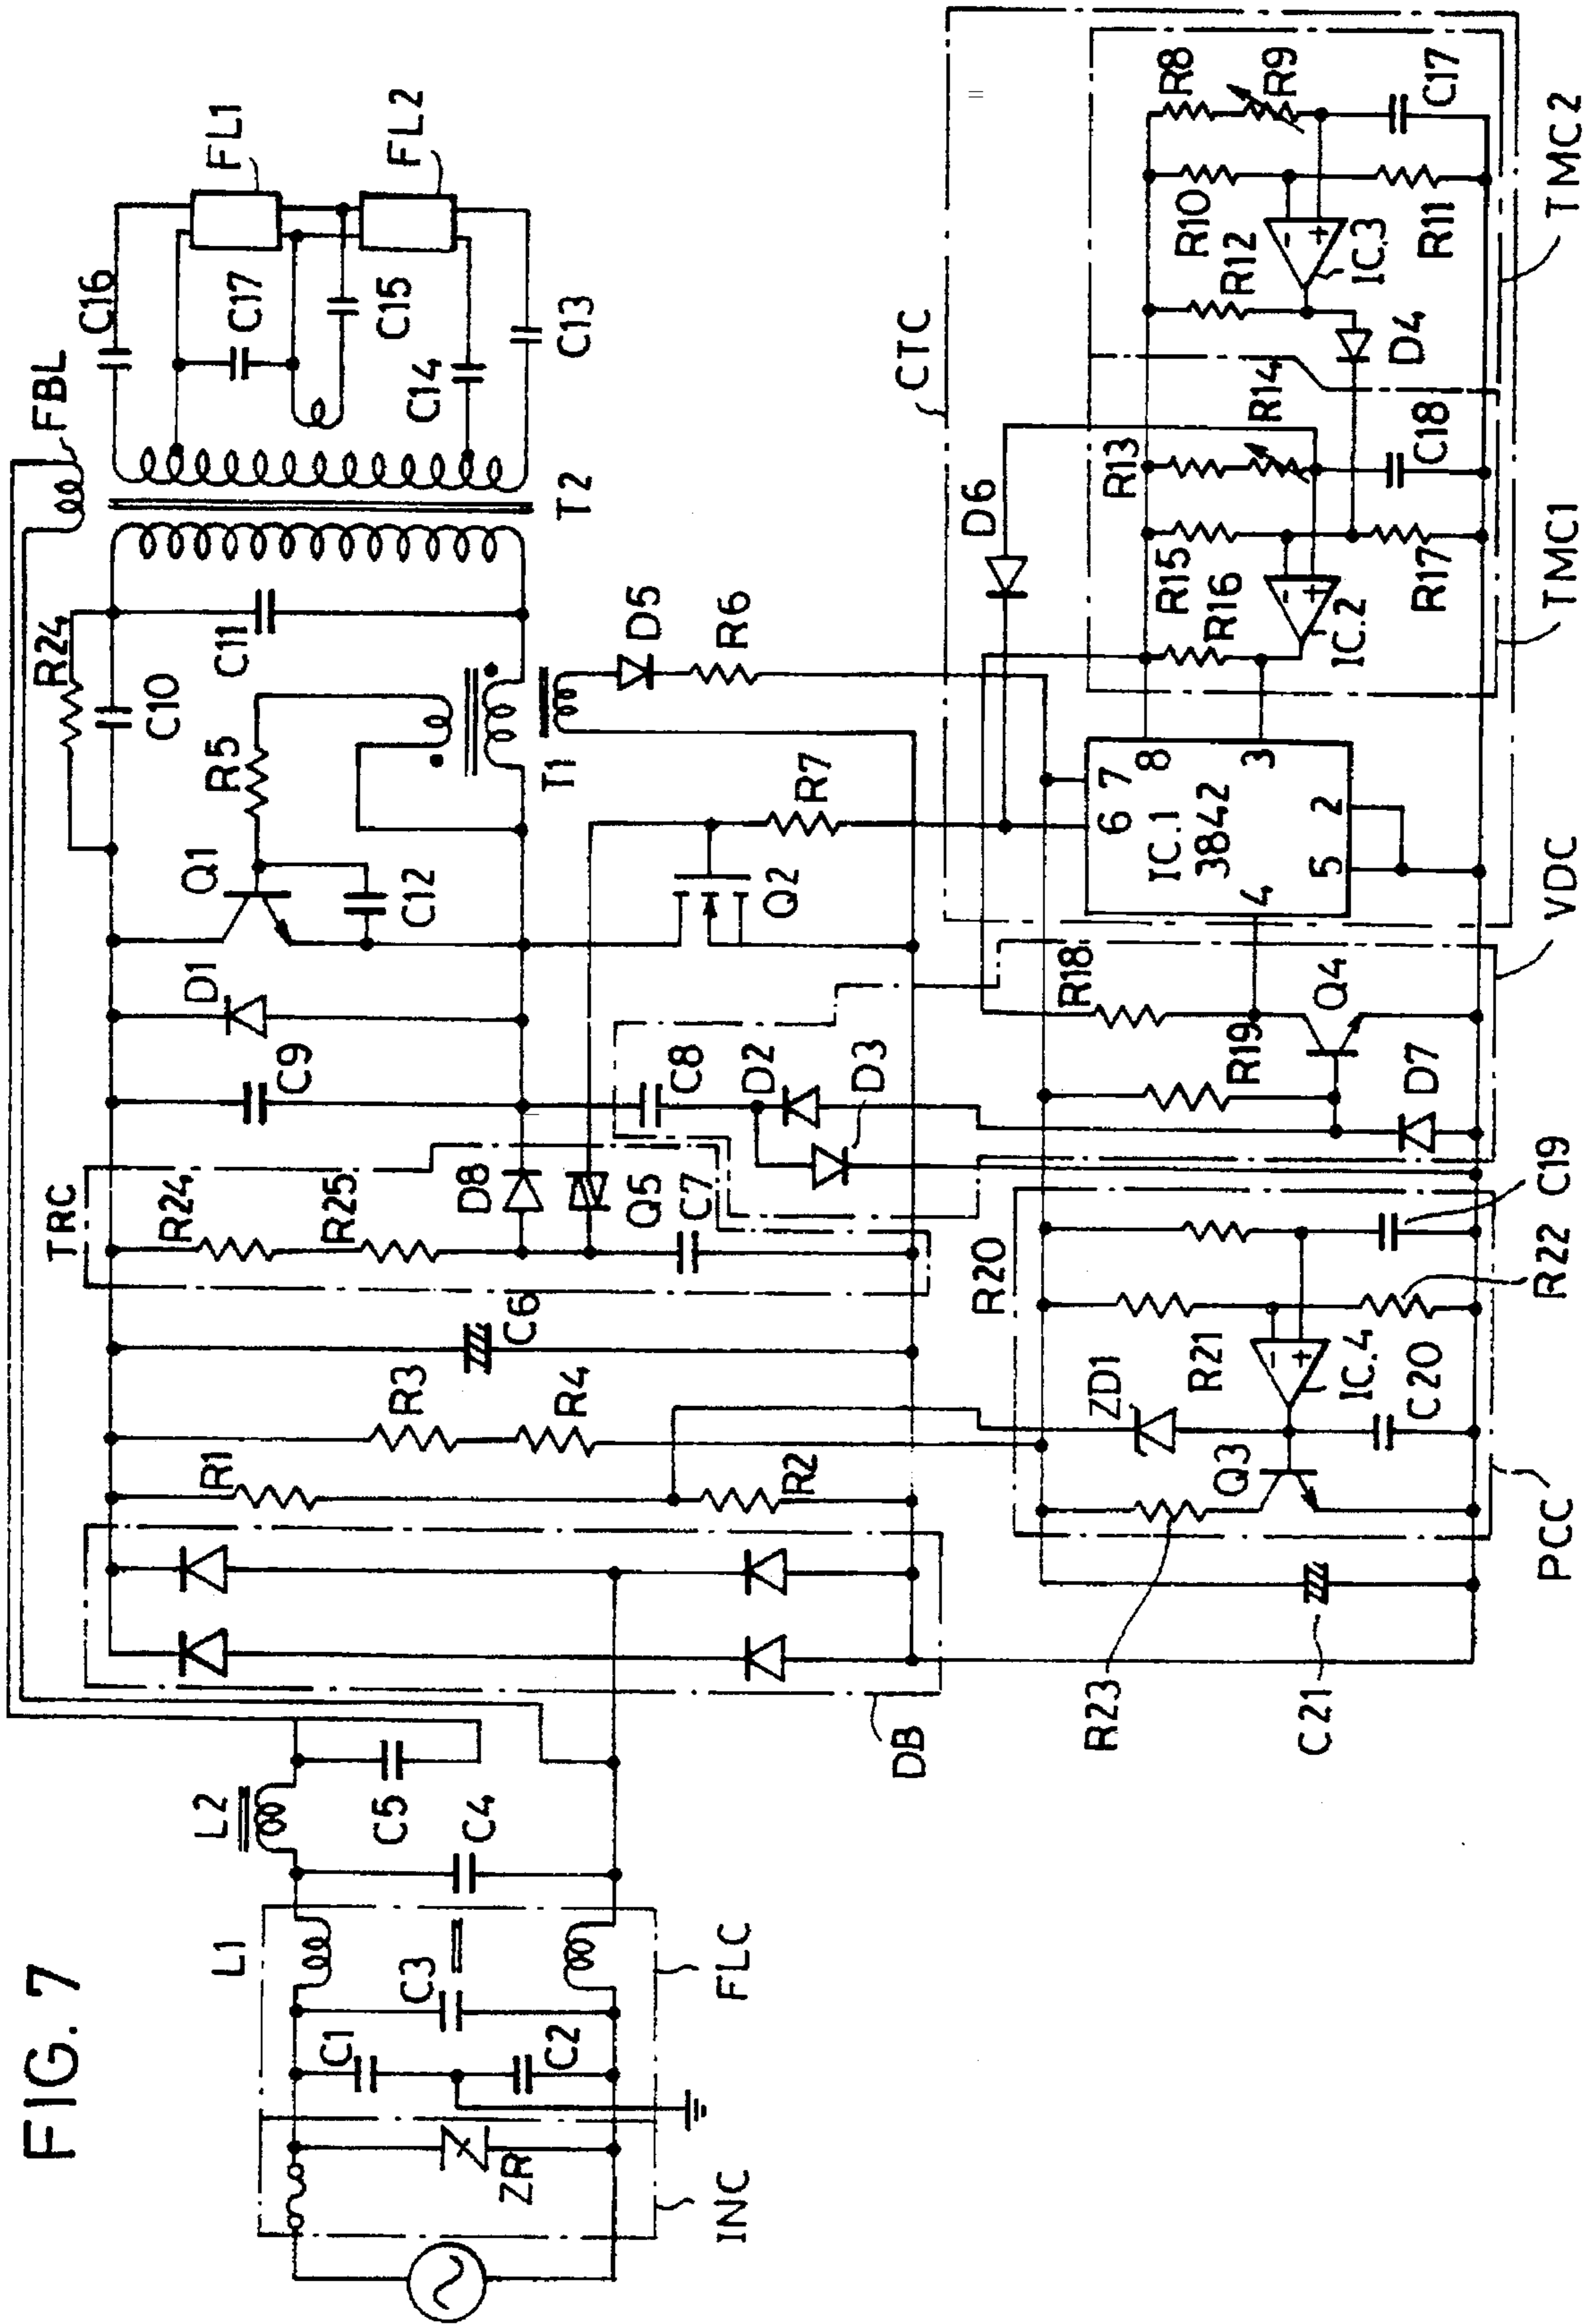 FIG. 7
INC
ZR
FLC
C1
C2
C3
L1
L2
C4
C5
DB
R1
R2
R3
R4
C6
TRC
R24
R25
D8
Q5
C7
C9
C8
D2
D3
D1
Q1
C12
R5
Q2
R7
T1
D5
R6
R24
C10
C11
T2
FBL
C16
C17
C15
C14
C13
FL1
FL2
C21
R23
PCC
Q3
ZD1
R21
IC.4
C20
R20
R22
C19
VDC
R18
R19
Q4
D7
CTC
D6
IC.1
3842
6
7
8
3
4
5
2
TMC1
R13
R14
R15
R16
IC.2
-
+
R17
C18
D4
TMC2
R8
R9
R10
R12
IC.3
-
+
R11
C17
-
+